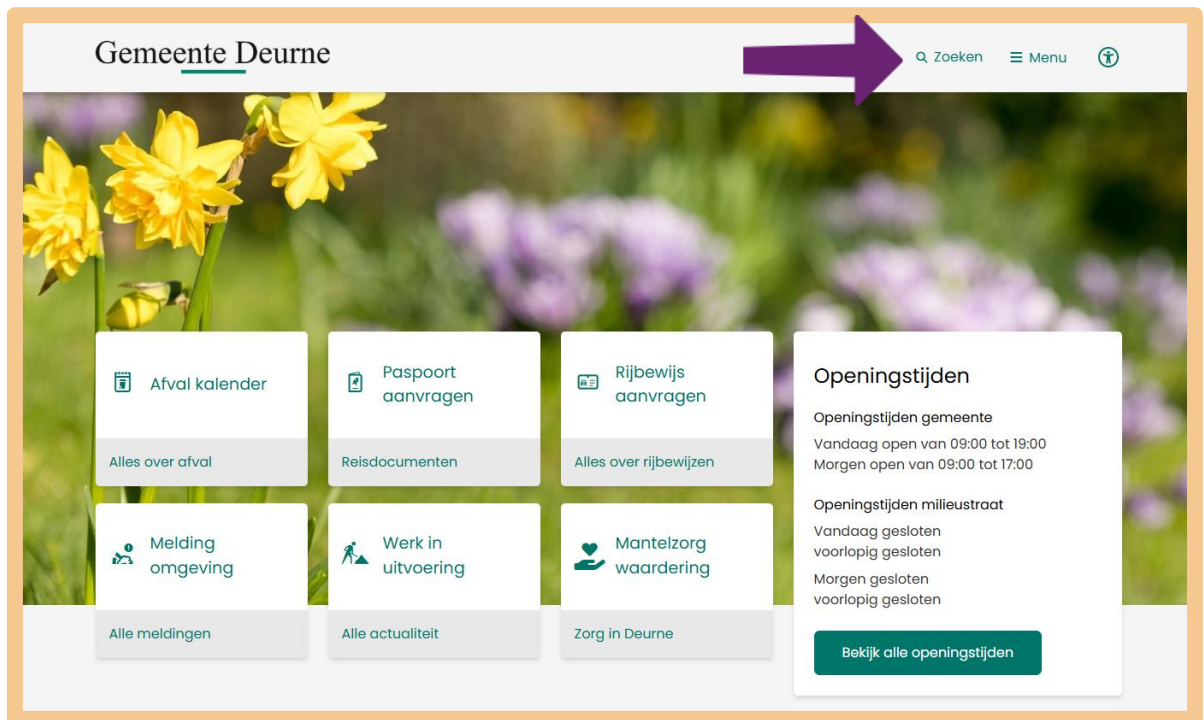 Gemeente Deurne
Zoeken
Menu
Afval kalender
Alles over afval
Paspoort
aanvragen
Reisdocumenten
Rijbewijs
aanvragen
Alles over rijbewijzen
Melding
omgeving
Alle meldingen
Werk in
uitvoering
Alle actualiteit
Mantelzorg
waardering
Zorg in Deurne
Openingstijden
Openingstijden gemeente
Vandaag open van 09:00 tot 19:00
Morgen open van 09:00 tot 17:00
Openingstijden milieustraat
Vandaag gesloten
voorlopig gesloten
Morgen gesloten
voorlopig gesloten
Bekijk alle openingstijden